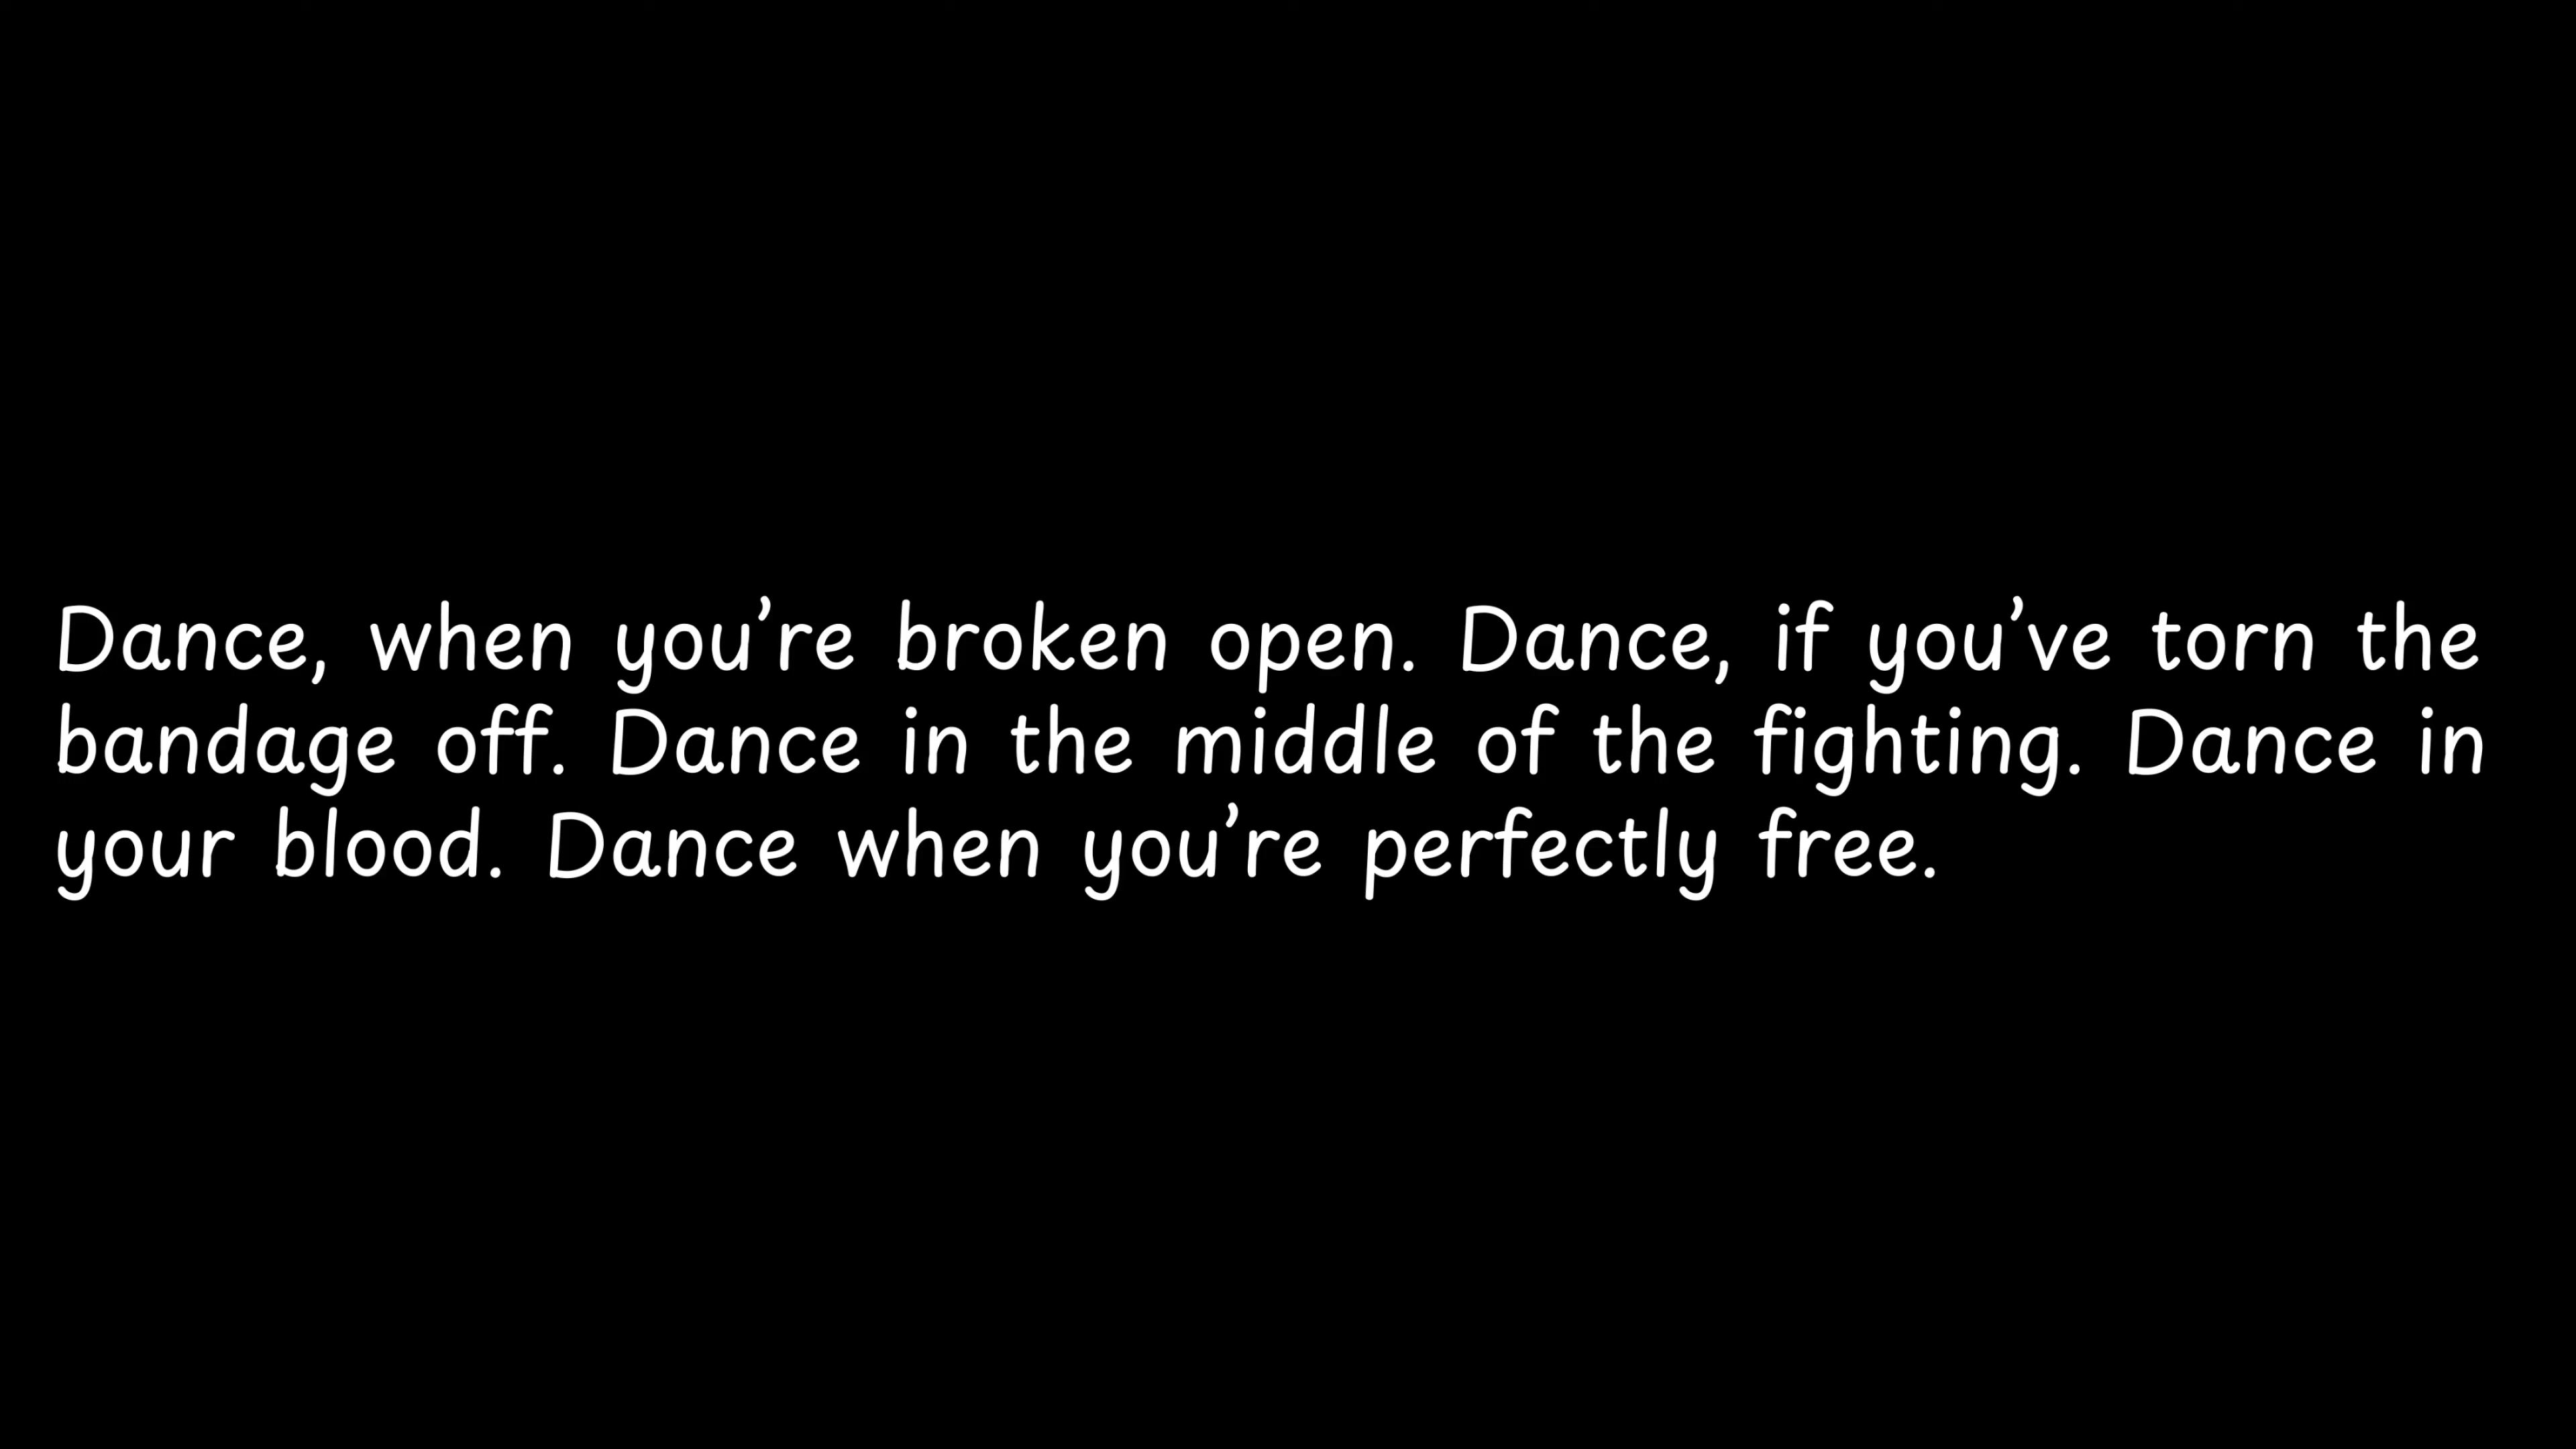 Dance, when you’re broken open. Dance, if you’ve torn the
bandage off. Dance in the middle of the fighting. Dance in
your blood. Dance when you’re perfectly free.